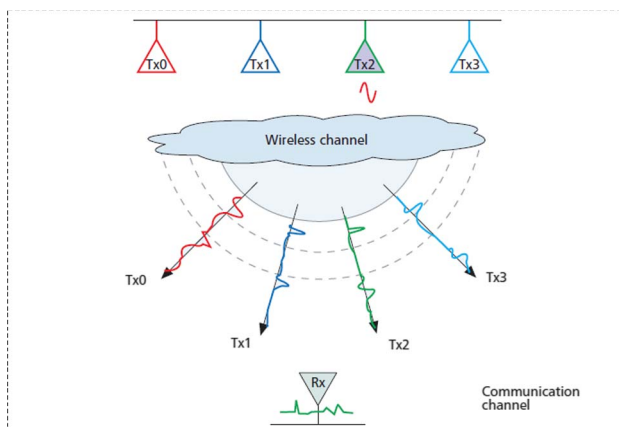 Tx0 Tx1 Tx2 Tx3
Wireless channel
Tx0
Tx3
Tx1
Tx2
Rx
Communication
channel